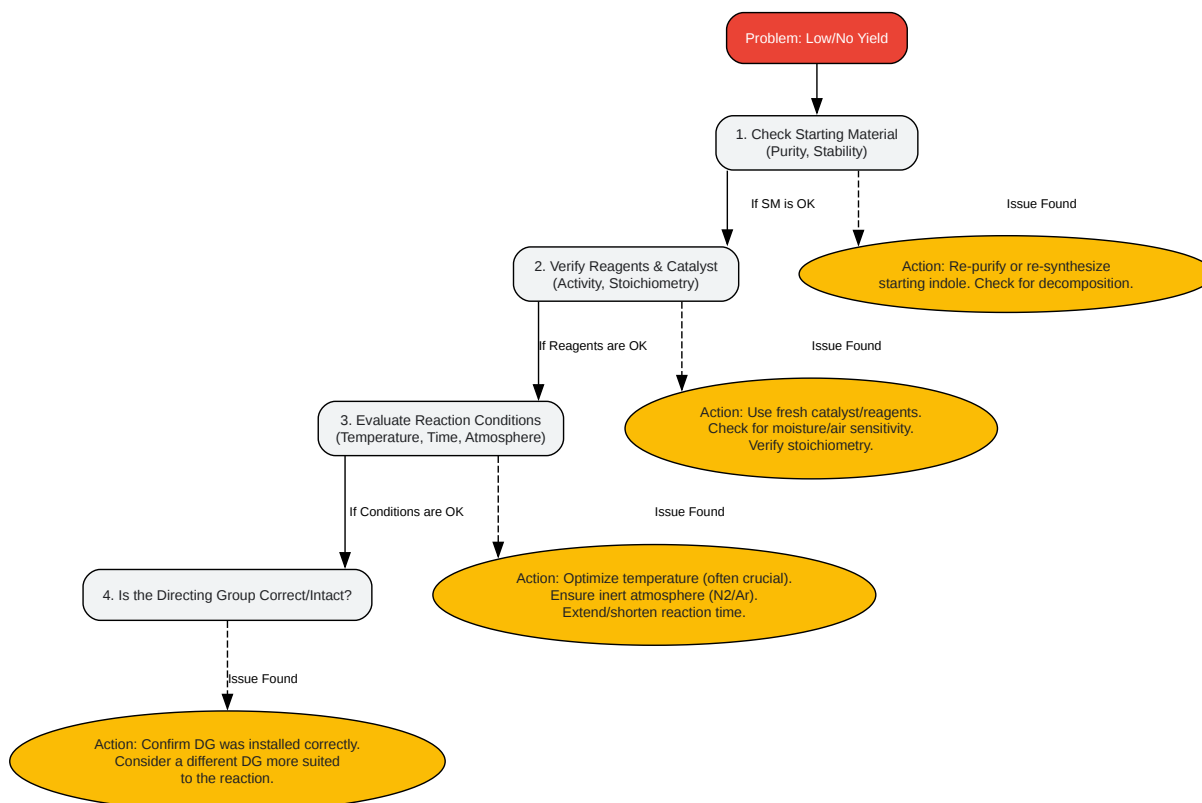 Problem: Low/No Yield
1. Check Starting Material
(Purity, Stability)
If SM is OK
Issue Found
2. Verify Reagents & Catalyst
(Activity, Stoichiometry)
Action: Re-purify or re-synthesize
starting indole. Check for decomposition.
If Reagents are OK
Issue Found
3. Evaluate Reaction Conditions
(Temperature, Time, Atmosphere)
Action: Use fresh catalyst/reagents.
Check for moisture/air sensitivity.
Verify stoichiometry.
If Conditions are OK
Issue Found
4. Is the Directing Group Correct/Intact?
Action: Optimize temperature (often crucial).
Ensure inert atmosphere (N2/Ar).
Extend/shorten reaction time.
Issue Found
Action: Confirm DG was installed correctly.
Consider a different DG more suited
to the reaction.